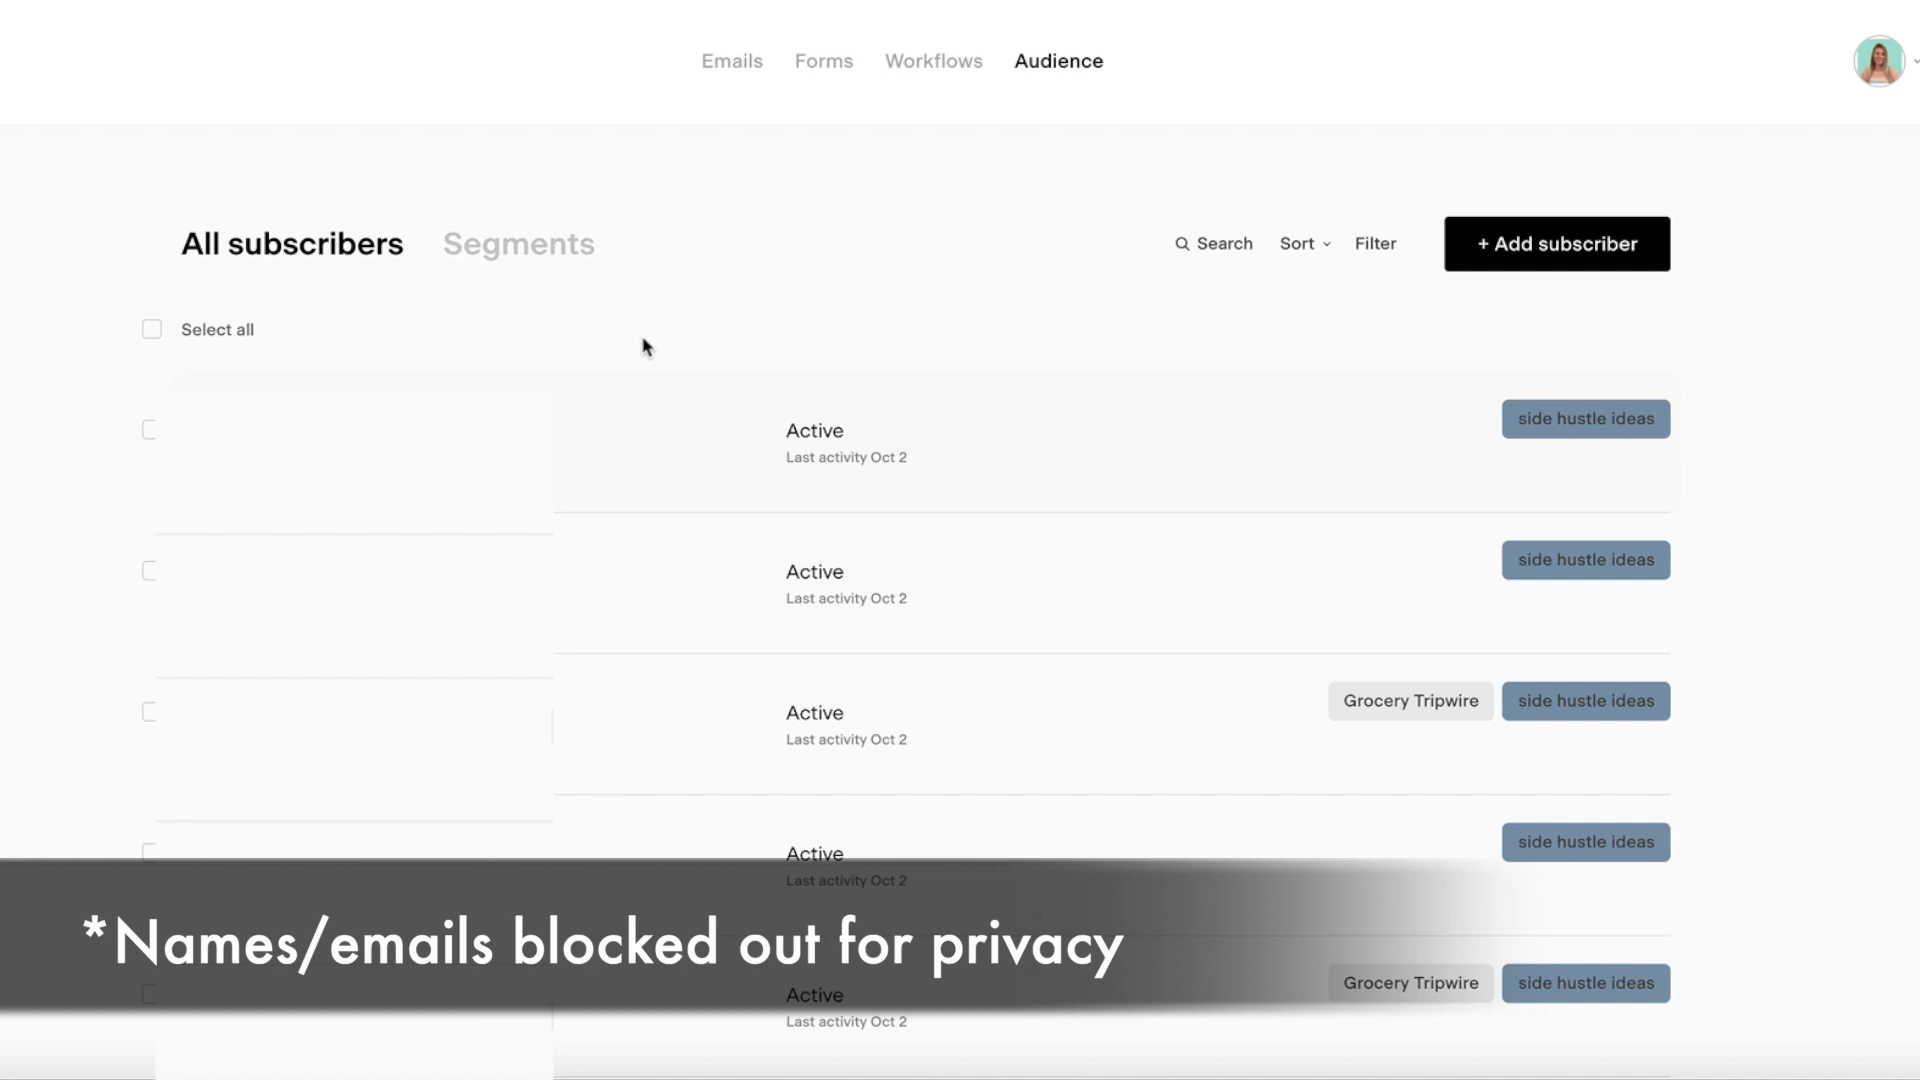 Emails Forms Workflows Audience
All subscribers Segments
Search Sort Filter + Add subscriber
Select all
Active side hustle ideas
Last activity Oct 2
Active side hustle ideas
Last activity Oct 2
Active Grocery Tripwire side hustle ideas
Last activity Oct 2
Active side hustle ideas
Last activity Oct 2
*Names/emails blocked out for privacy
Active Grocery Tripwire side hustle ideas
Last activity Oct 2